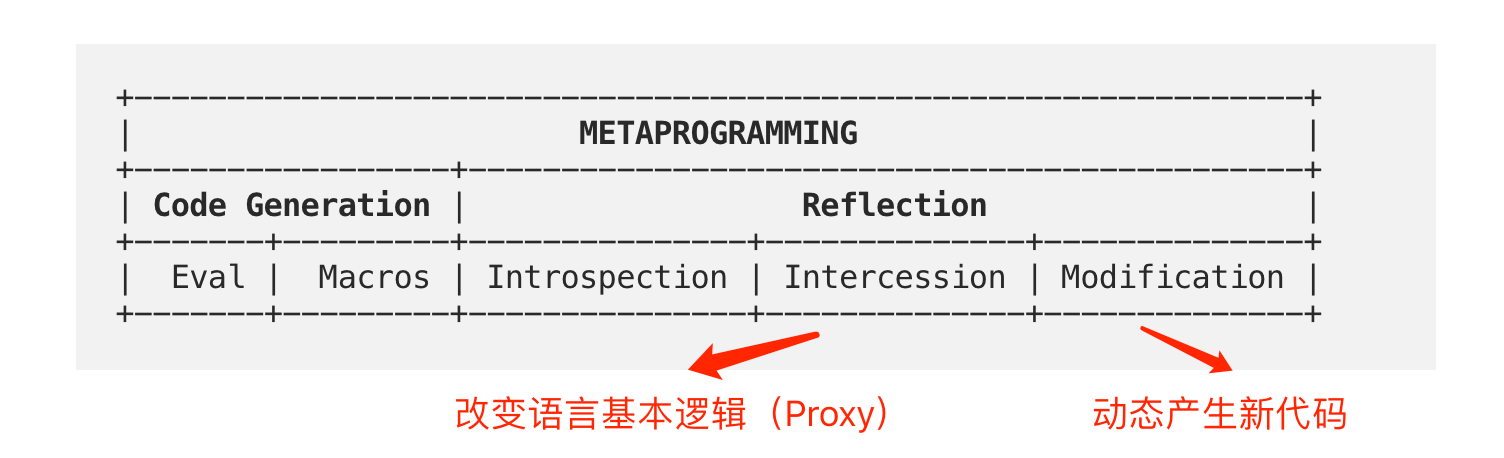 METAPROGRAMMING
| Code Generation | Reflection |
| Eval | Macros | Introspection | Intercession | Modification |
改变语言基本逻辑（Proxy） 动态产生新代码